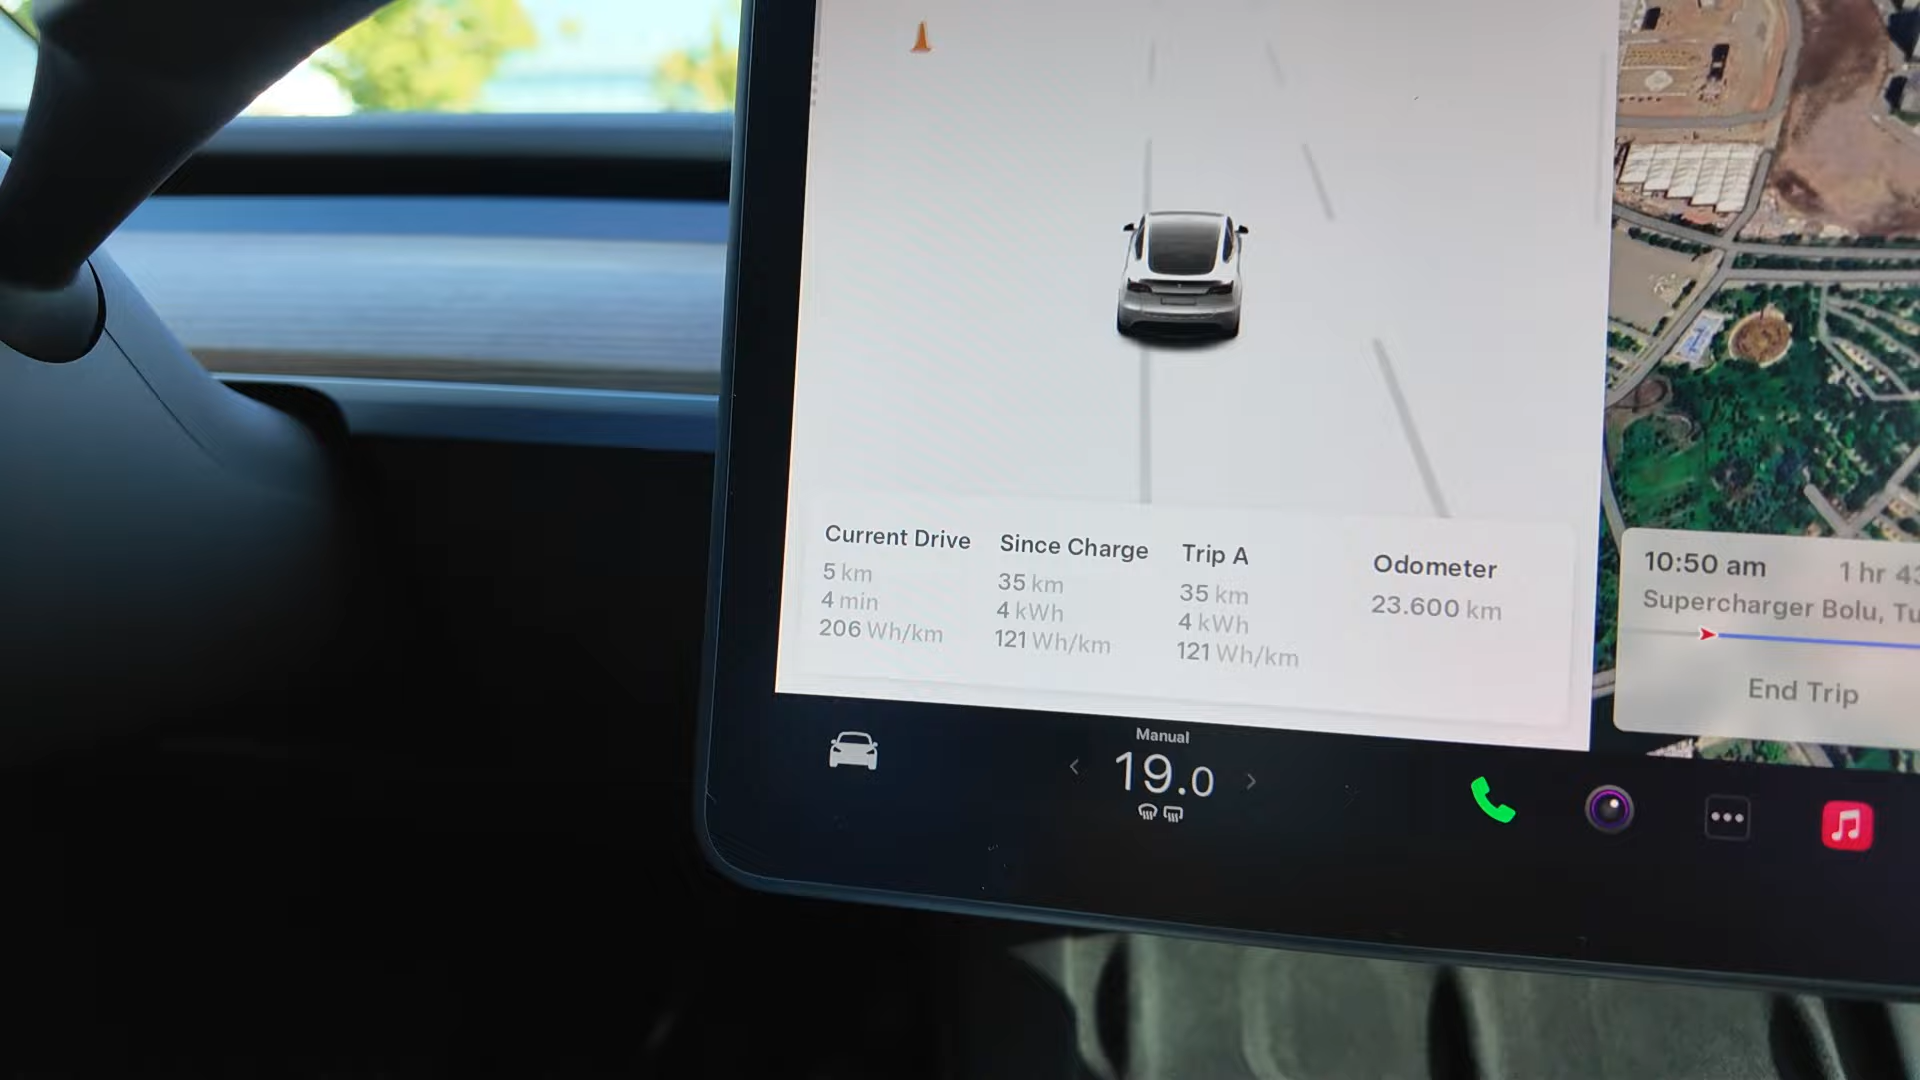 Current Drive
5 km
4 min
206 Wh/km
Since Charge
35 km
4 kWh
121 Wh/km
Trip A
35 km
4 kWh
121 Wh/km
Odometer
23.600 km
10:50 am 1 hr 43
Supercharger Bolu, Tu
End Trip
Manual
19.0